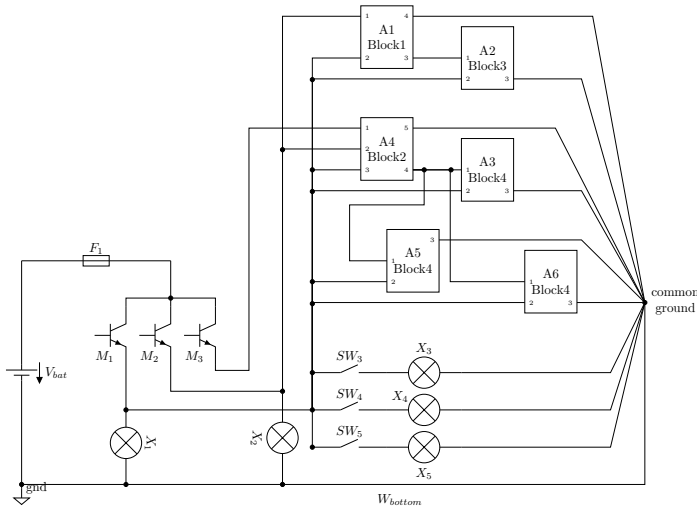 1 A1 4
Block1
2 3
A2
1
Block3
2 3
1 A4 5
2 Block2
3 4
A3
1
Block4
2 3
A5 3
1 Block4
2
A6
1 Block4
2 3
common
ground
F1
M1 M2 M3
Vbat
X1
X2
SW3 X3
SW4 X4
SW5
X5
gnd
Wbottom